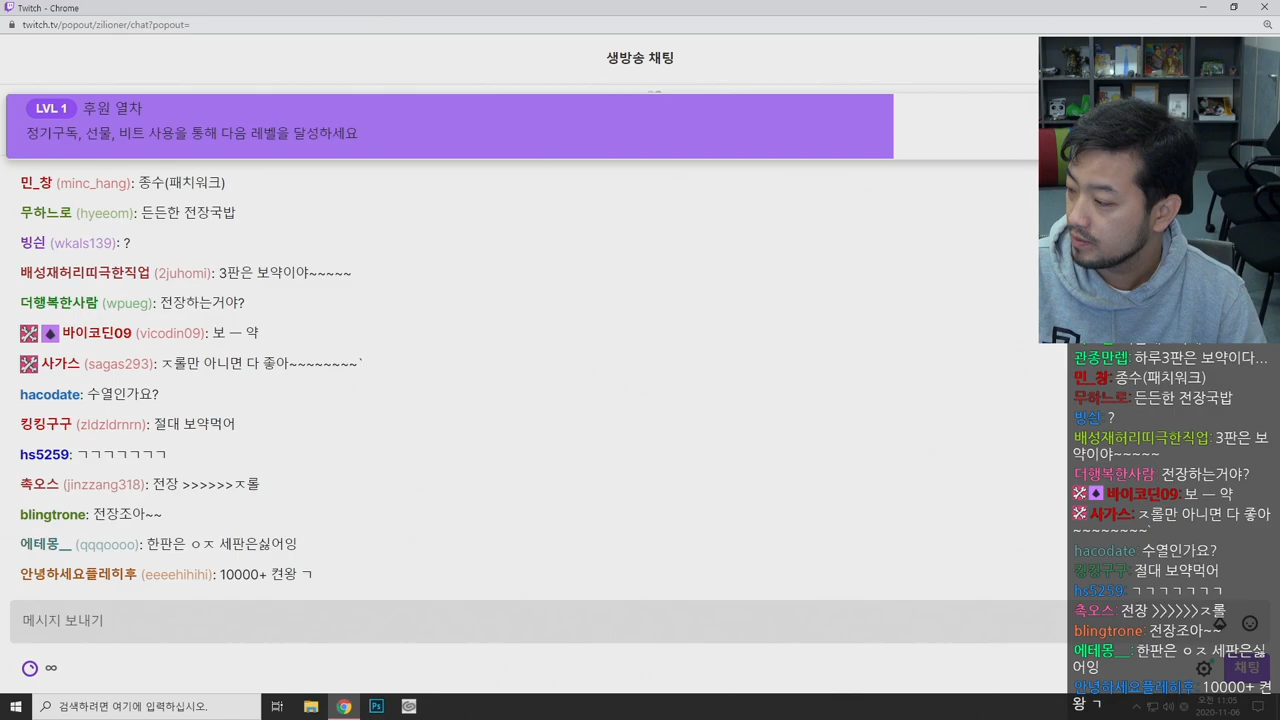 Twitch - Chrome
twitch.tv/popout/zilioner/chat?popout=
생방송 채팅
LVL 1 후원 열차
정기구독, 선물, 비트 사용을 통해 다음 레벨을 달성하세요
민_창 (minc_hang): 종수(패치워크)
무하느로 (hyeeom): 든든한 전장국밥
빙싄 (wkals139): ?
배성재허리띠극한직업 (2juhomi): 3판은 보약이야~~~~~
더행복한사람 (wpueg): 전장하는거야?
바이코딘09 (vicodin09): 보 ㅡ 약
사가스 (sagas293): ㅈ롤만 아니면 다 좋아~~~~~~~~`
hacodate: 수열인가요?
킹킹구구 (zldzldrnrn): 절대 보약먹어
hs5259: ㄱㄱㄱㄱㄱㄱㄱ
촉오스 (jinzzang318): 전장 >>>>>>ㅈ롤
blingtrone: 전장조아~~
에테몽__ (qqqoooo): 한판은 ㅇㅈ 세판은싫어잉
안녕하세요플레히후 (eeeehihihi): 10000+ 켠왕 ㄱ
메시지 보내기
∞
관종만렙: 하루3판은 보약이다...
민_창: 종수(패치워크)
무하느로: 든든한 전장국밥
빙싄: ?
배성재허리띠극한직업: 3판은 보
약이야~~~~~
더행복한사람: 전장하는거야?
바이코딘09: 보 ㅡ 약
사가스: ㅈ롤만 아니면 다 좋아
~~~~~~~~`
hacodate: 수열인가요?
킹킹구구: 절대 보약먹어
hs5259: ㄱㄱㄱㄱㄱㄱㄱ
촉오스: 전장 >>>>>>ㅈ롤
blingtrone: 전장조아~~
에테몽__: 한판은 ㅇㅈ 세판은싫
어잉
채팅
안녕하세요플레히후: 10000+ 켠
왕 ㄱ
검색하려면 여기에 입력하십시오.
Ps
오전 11:05
2020-11-06